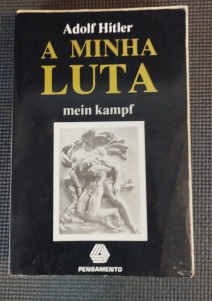 Adolf Hitler
A MINHA
LUTA
mein kampf
PENSAMENTO